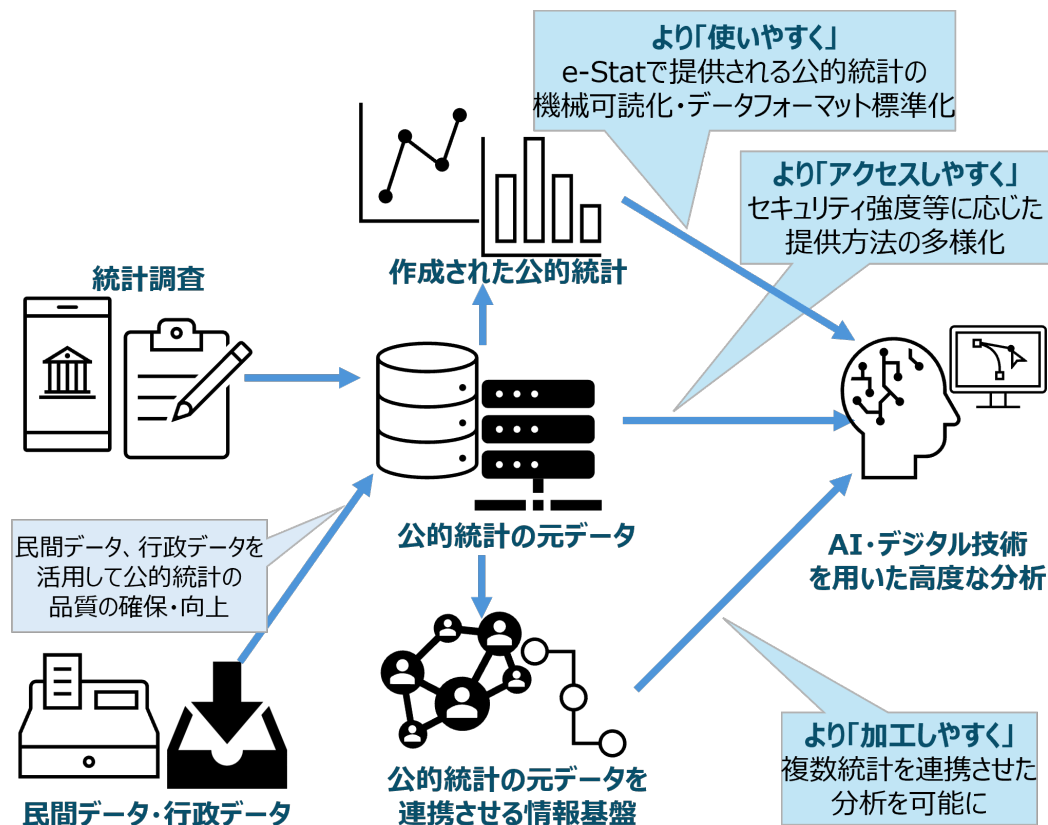 より「使いやすく」
e-Statで提供される公的統計の
機械可読化・データフォーマット標準化
より「アクセスしやすく」
セキュリティ強度等に応じた
提供方法の多様化
統計調査
作成された公的統計
公的統計の元データ
民間データ、行政データを
活用して公的統計の
品質の確保・向上
AI・デジタル技術
を用いた高度な分析
民間データ・行政データ
公的統計の元データを
連携させる情報基盤
より「加工しやすく」
複数統計を連携させた
分析を可能に